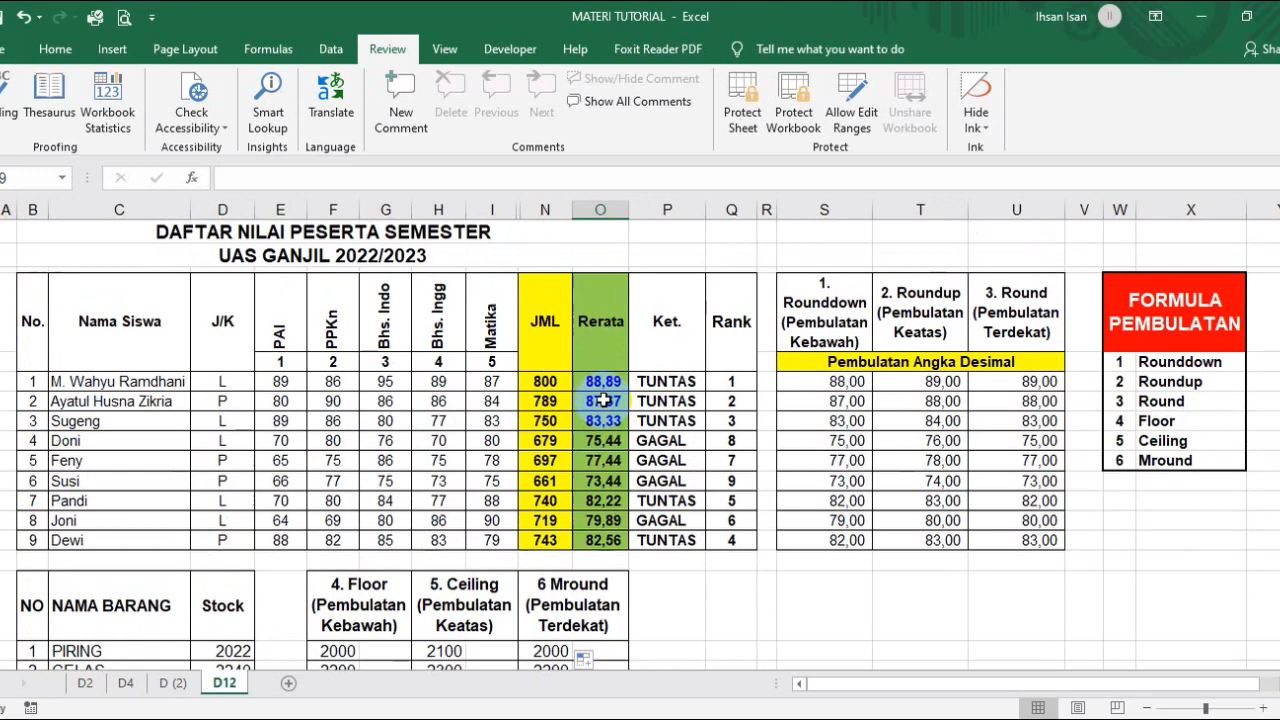 MATERI TUTORIAL - Excel
Ihsan Isan
II
Home Insert Page Layout Formulas Data Review View Developer Help Foxit Reader PDF Tell me what you want to do
Thesaurus
Workbook Statistics
Proofing
Check Accessibility
Accessibility
Smart Lookup
Insights
Translate
Language
New Comment
Delete
Previous
Next
Show/Hide Comment
Show All Comments
Comments
Protect Sheet
Protect Workbook
Allow Edit Ranges
Unshare Workbook
Protect
Hide Ink
Ink
fx
A B C D E F G H I N O P Q R S T U V W X
DAFTAR NILAI PESERTA SEMESTER
UAS GANJIL 2022/2023
No. Nama Siswa J/K PAI PPKn Bhs. Indo Bhs. Ingg Matika JML Rerata Ket. Rank
1 2 3 4 5
1 M. Wahyu Ramdhani L 89 86 95 89 87 800 88,89 TUNTAS 1
2 Ayatul Husna Zikria P 80 90 86 86 84 789 TUNTAS 2
3 Sugeng L 89 86 80 77 83 750 83,33 TUNTAS 3
4 Doni L 70 80 76 70 80 679 75,44 GAGAL 8
5 Feny P 65 75 86 75 78 697 77,44 GAGAL 7
6 Susi P 66 77 75 73 75 661 73,44 GAGAL 9
7 Pandi L 70 80 84 77 88 740 82,22 TUNTAS 5
8 Joni L 64 69 80 86 90 719 79,89 GAGAL 6
9 Dewi P 88 82 85 83 79 743 82,56 TUNTAS 4
1. Rounddown (Pembulatan Kebawah)
2. Roundup (Pembulatan Keatas)
3. Round (Pembulatan Terdekat)
Pembulatan Angka Desimal
88,00 89,00 89,00
87,00 88,00 88,00
83,00 84,00 83,00
75,00 76,00 75,00
77,00 78,00 77,00
73,00 74,00 73,00
82,00 83,00 82,00
79,00 80,00 80,00
82,00 83,00 83,00
FORMULA
PEMBULATAN
1 Rounddown
2 Roundup
3 Round
4 Floor
5 Ceiling
6 Mround
NO NAMA BARANG Stock
4. Floor (Pembulatan Kebawah)
5. Ceiling (Pembulatan Keatas)
6 Mround (Pembulatan Terdekat)
1 PIRING 2022 2000 2100 2000
D2 D4 D (2) D12